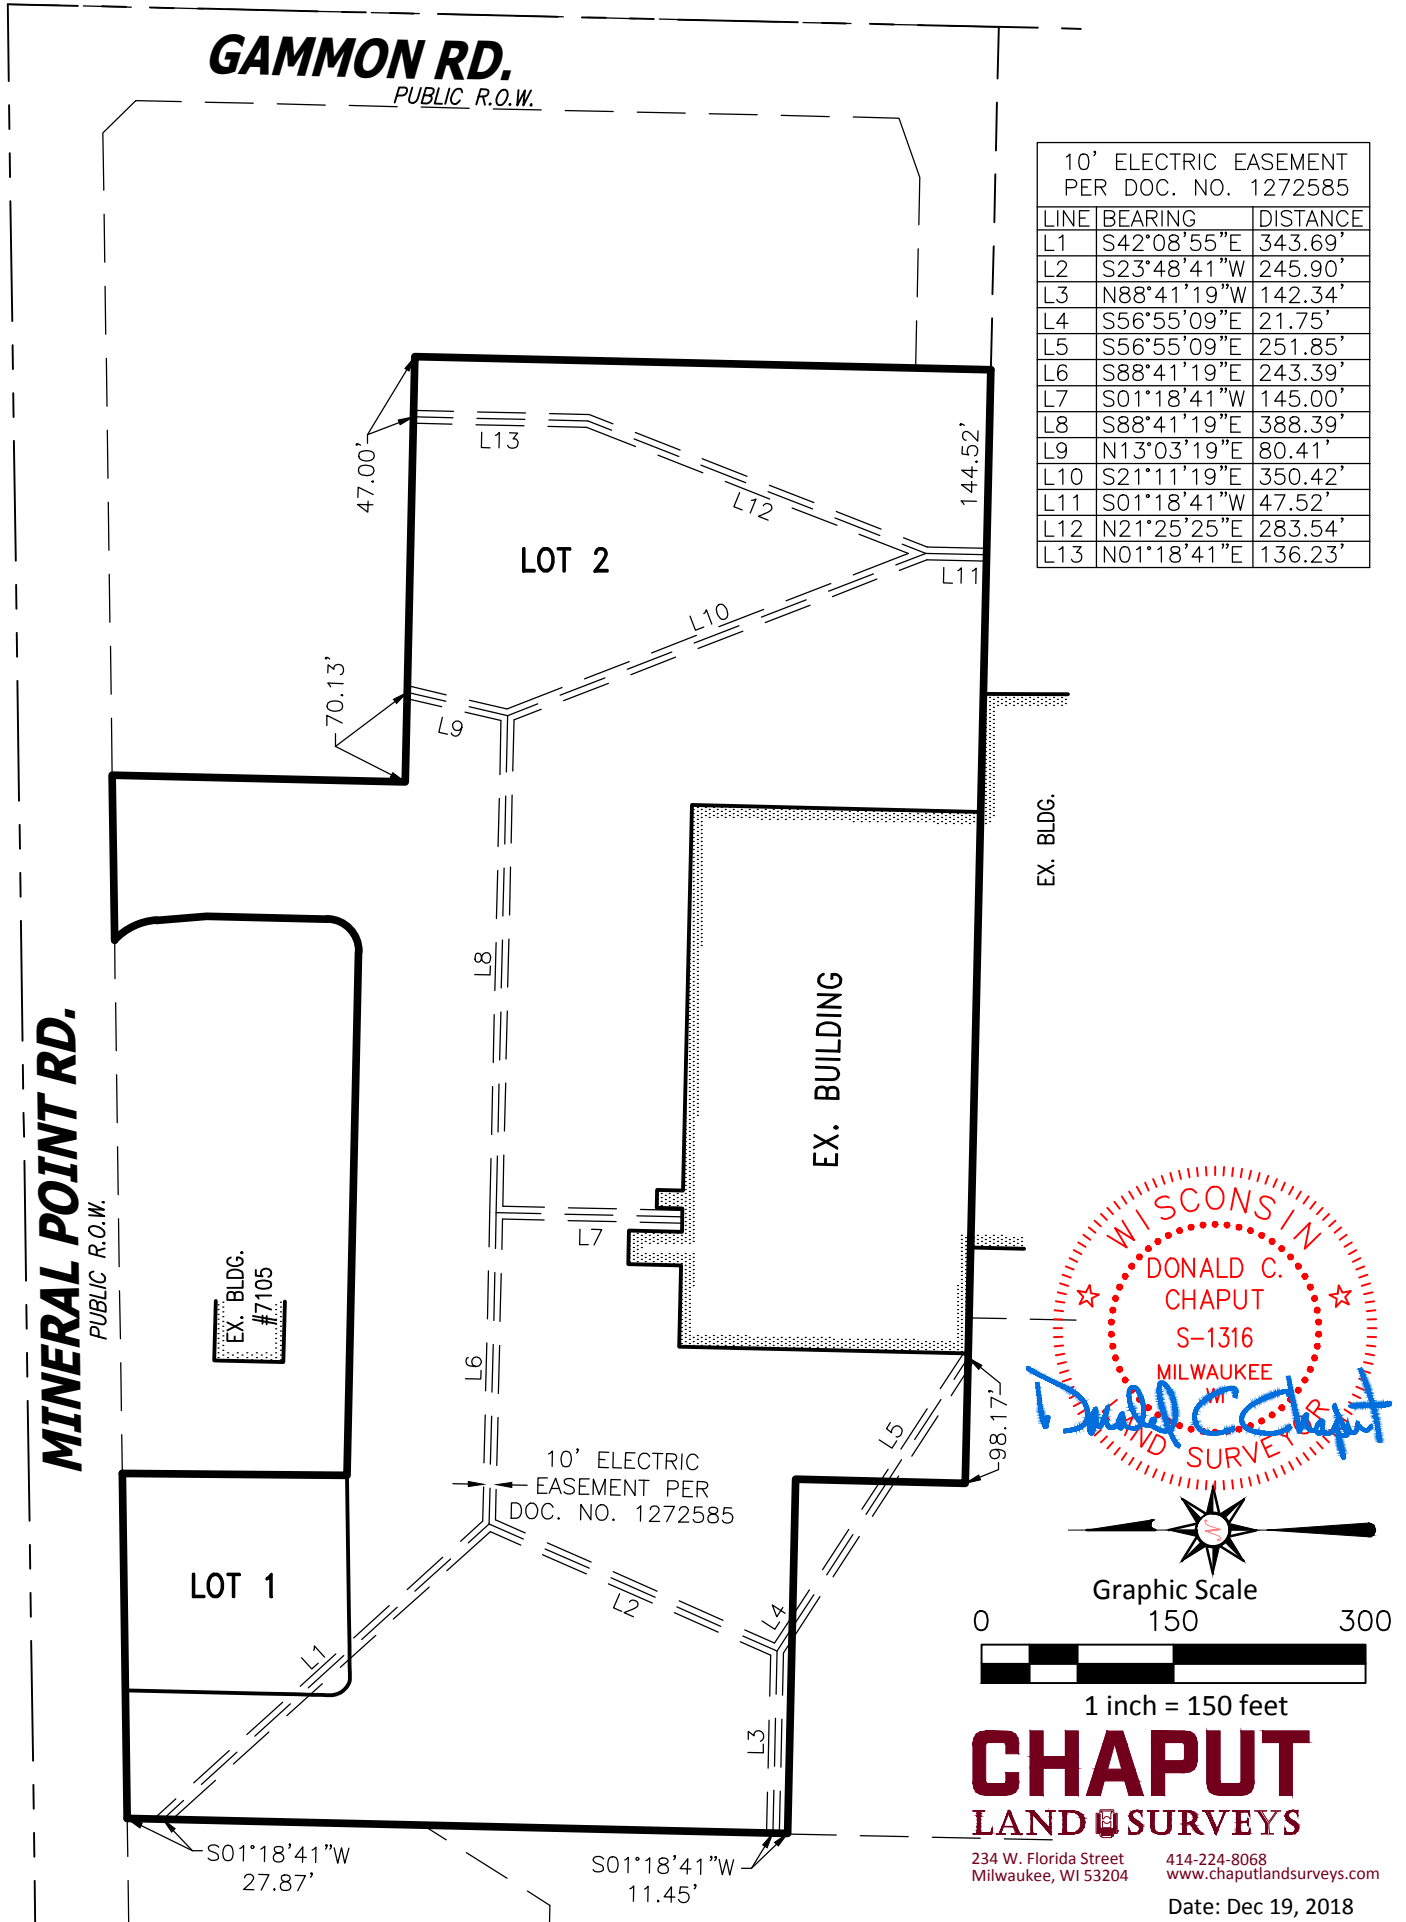 GAMMON RD.
PUBLIC R.O.W.
10' ELECTRIC EASEMENT
PER DOC. NO. 1272585
LINE BEARING DISTANCE
L1 S42°08'55"E 343.69'
L2 S23°48'41"W 245.90'
L3 N88°41'19"W 142.34'
L4 S56°55'09"E 21.75'
L5 S56°55'09"E 251.85'
L6 S88°41'19"E 243.39'
L7 S01°18'41"W 145.00'
L8 S88°41'19"E 388.39'
L9 N13°03'19"E 80.41'
L10 S21°11'19"E 350.42'
L11 S01°18'41"W 47.52'
L12 N21°25'25"E 283.54'
L13 N01°18'41"E 136.23'
47.00'
L13
L12
144.52'
LOT 2
L11
L10
70.13'
L9
EX. BLDG.
L8
EX. BUILDING
MINERAL POINT RD.
PUBLIC R.O.W.
L7
EX. BLDG.
#7105
L6
L5
98.17'
10' ELECTRIC
EASEMENT PER
DOC. NO. 1272585
LOT 1
L2
L4
L1
L3
S01°18'41"W
27.87'
S01°18'41"W
11.45'
WISCONSIN
DONALD C.
CHAPUT
S-1316
MILWAUKEE
WI
LAND SURVEYOR
Donald C Chaput
N
Graphic Scale
0 150 300
1 inch = 150 feet
CHAPUT
LAND SURVEYS
234 W. Florida Street 414-224-8068
Milwaukee, WI 53204 www.chaputlandsurveys.com
Date: Dec 19, 2018